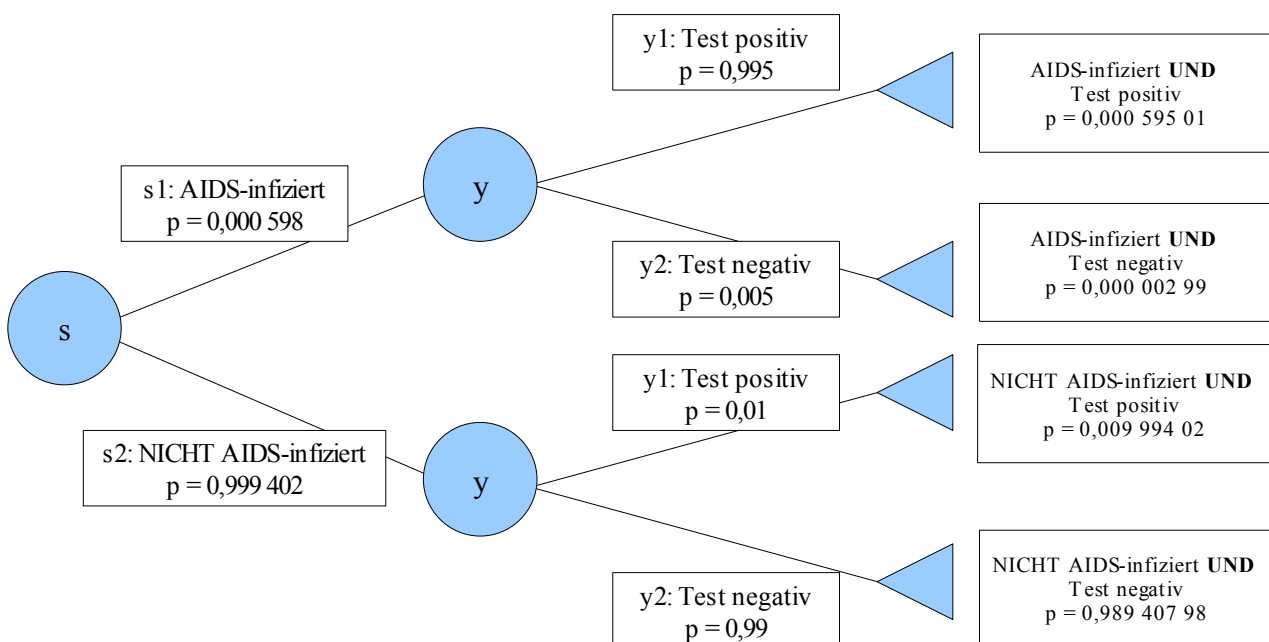 s
s1: AIDS-infiziert
p = 0,000 598
s2: NICHT AIDS-infiziert
p = 0,999 402
y
y1: Test positiv
p = 0,995
y2: Test negativ
p = 0,005
y
y1: Test positiv
p = 0,01
y2: Test negativ
p = 0,99
AIDS-infiziert UND
Test positiv
p = 0,000 595 01
AIDS-infiziert UND
Test negativ
p = 0,000 002 99
NICHT AIDS-infiziert UND
Test positiv
p = 0,009 994 02
NICHT AIDS-infiziert UND
Test negativ
p = 0,989 407 98